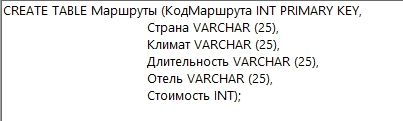 CREATE TABLE Маршруты (КодМаршрута INT PRIMARY KEY,
Страна VARCHAR (25),
Климат VARCHAR (25),
Длительность VARCHAR (25),
Отель VARCHAR (25),
Стоимость INT);